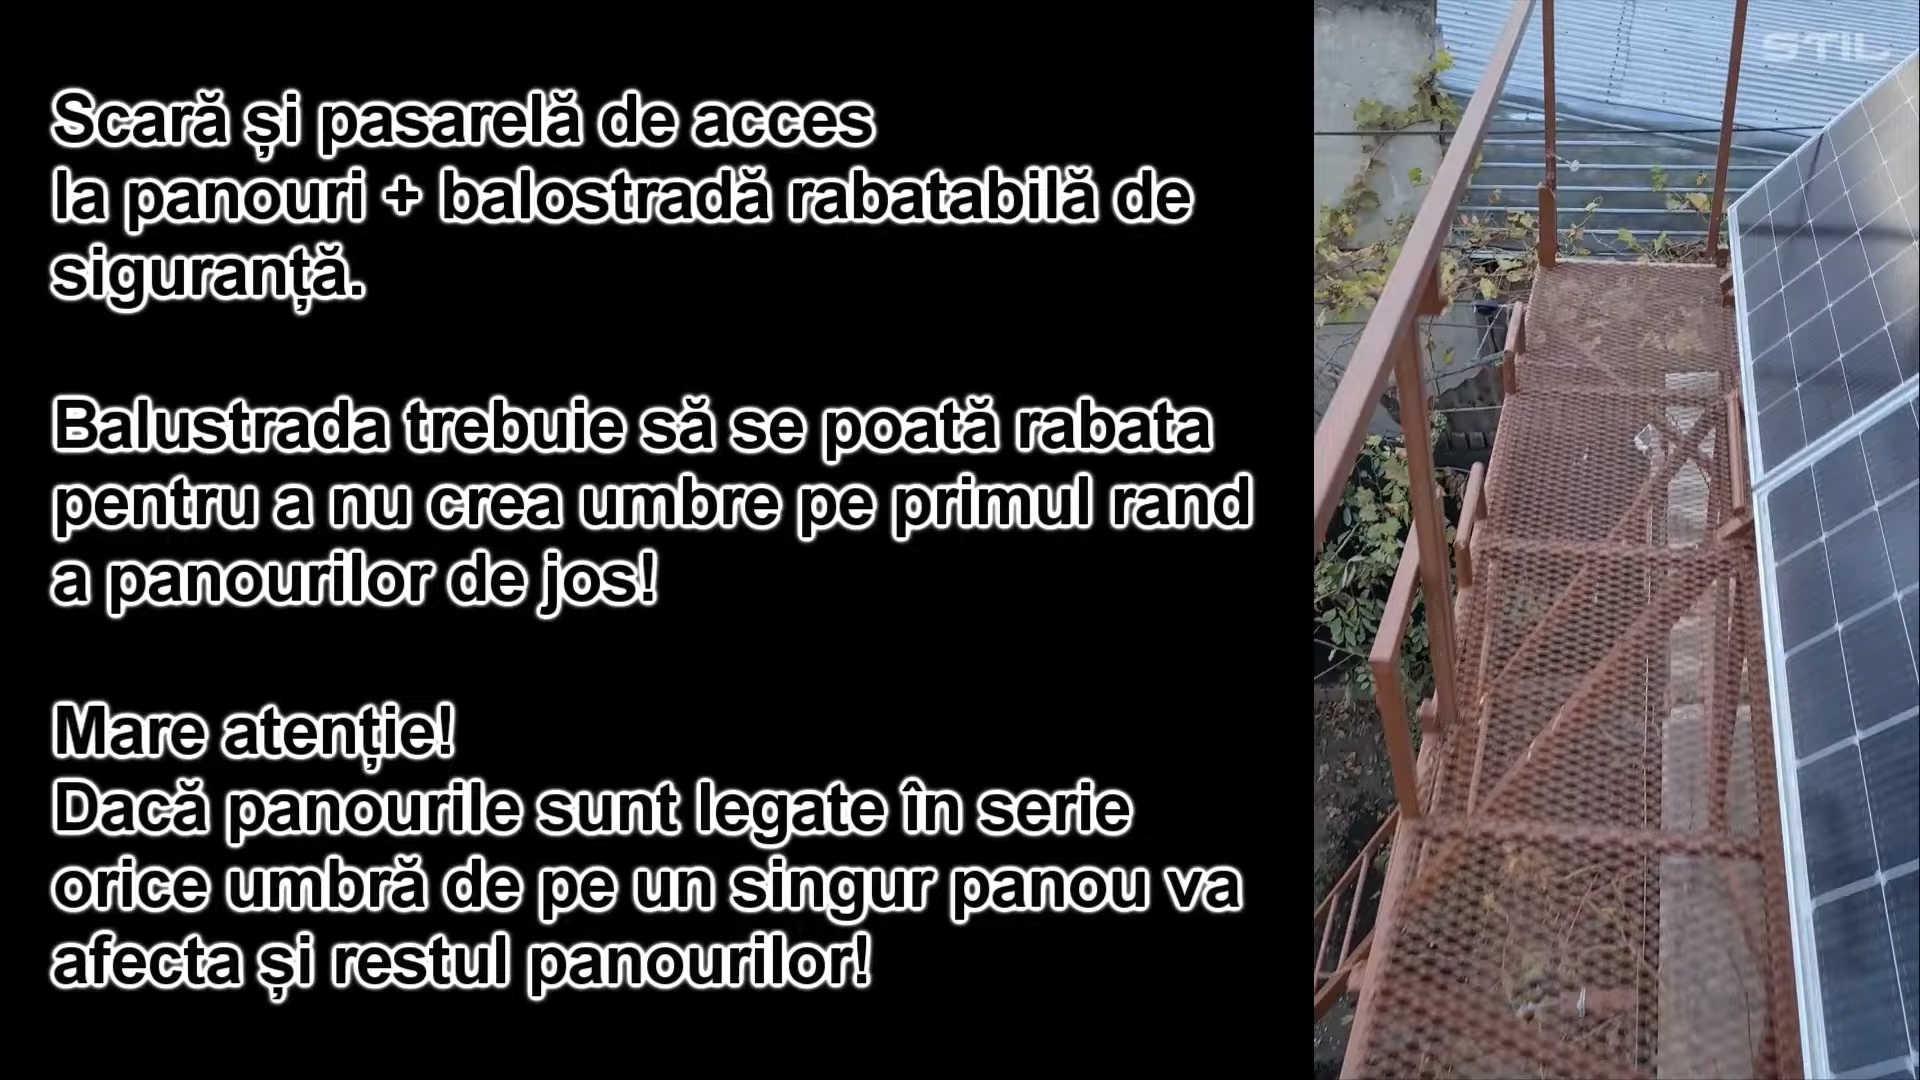 STIL
Scară și pasarelă de acces
la panouri + balostradă rabatabilă de
siguranță.
Balustrada trebuie să se poată rabata
pentru a nu crea umbre pe primul rand
a panourilor de jos!
Mare atenție!
Dacă panourile sunt legate în serie
orice umbră de pe un singur panou va
afecta și restul panourilor!